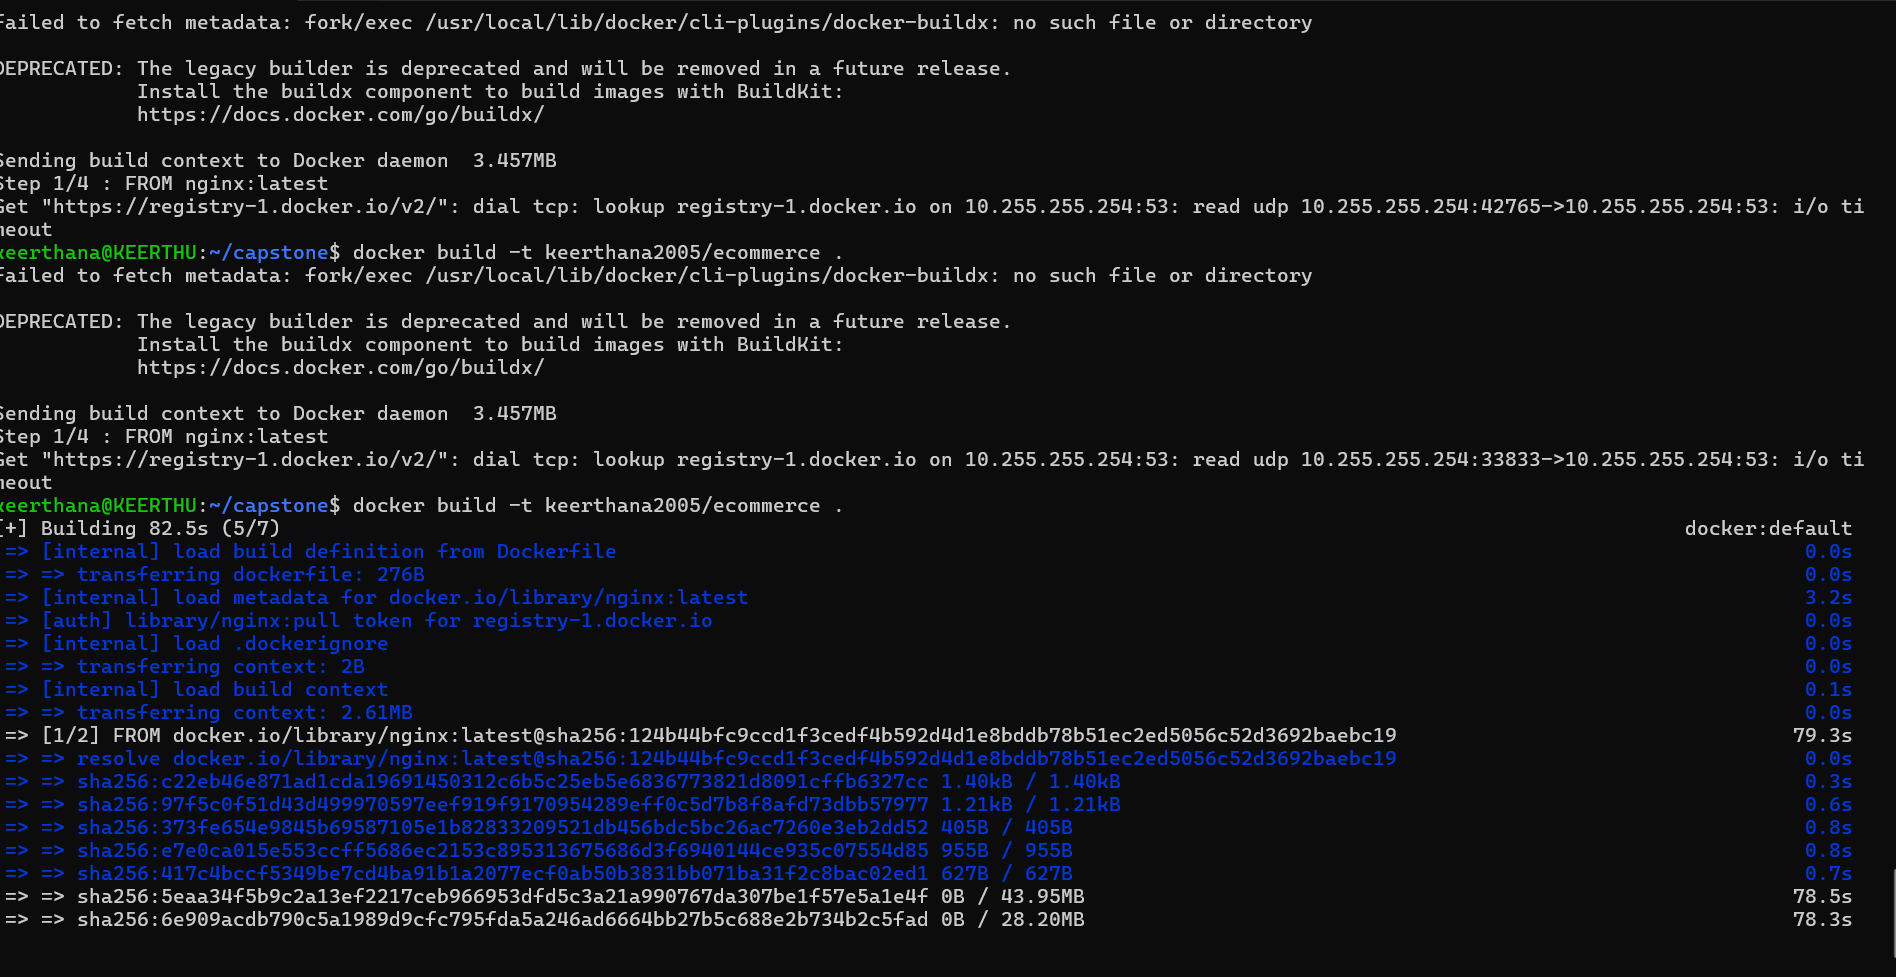 Failed to fetch metadata: fork/exec /usr/local/lib/docker/cli-plugins/docker-buildx: no such file or directory
DEPRECATED: The legacy builder is deprecated and will be removed in a future release.
Install the buildx component to build images with BuildKit:
https://docs.docker.com/go/buildx/
Sending build context to Docker daemon  3.457MB
Step 1/4 : FROM nginx:latest
Get "https://registry-1.docker.io/v2/": dial tcp: lookup registry-1.docker.io on 10.255.255.254:53: read udp 10.255.255.254:42765->10.255.255.254:53: i/o ti
meout
keerthana@KEERTHU:~/capstone$ docker build -t keerthana2005/ecommerce .
Failed to fetch metadata: fork/exec /usr/local/lib/docker/cli-plugins/docker-buildx: no such file or directory
DEPRECATED: The legacy builder is deprecated and will be removed in a future release.
Install the buildx component to build images with BuildKit:
https://docs.docker.com/go/buildx/
Sending build context to Docker daemon  3.457MB
Step 1/4 : FROM nginx:latest
Get "https://registry-1.docker.io/v2/": dial tcp: lookup registry-1.docker.io on 10.255.255.254:53: read udp 10.255.255.254:33833->10.255.255.254:53: i/o ti
meout
keerthana@KEERTHU:~/capstone$ docker build -t keerthana2005/ecommerce .
[+] Building 82.5s (5/7) docker:default
=> [internal] load build definition from Dockerfile 0.0s
=> => transferring dockerfile: 276B 0.0s
=> [internal] load metadata for docker.io/library/nginx:latest 3.2s
=> [auth] library/nginx:pull token for registry-1.docker.io 0.0s
=> [internal] load .dockerignore 0.0s
=> => transferring context: 2B 0.0s
=> [internal] load build context 0.1s
=> => transferring context: 2.61MB 0.0s
=> [1/2] FROM docker.io/library/nginx:latest@sha256:124b44bfc9ccd1f3cedf4b592d4d1e8bddb78b51ec2ed5056c52d3692baebc19 79.3s
=> => resolve docker.io/library/nginx:latest@sha256:124b44bfc9ccd1f3cedf4b592d4d1e8bddb78b51ec2ed5056c52d3692baebc19 0.0s
=> => sha256:c22eb46e871ad1cda19691450312c6b5c25eb5e6836773821d8091cffb6327cc 1.40kB / 1.40kB 0.3s
=> => sha256:97f5c0f51d43d499970597eef919f9170954289eff0c5d7b8f8afd73dbb57977 1.21kB / 1.21kB 0.6s
=> => sha256:373fe654e9845b69587105e1b82833209521db456bdc5bc26ac7260e3eb2dd52 405B / 405B 0.8s
=> => sha256:e7e0ca015e553ccff5686ec2153c895313675686d3f6940144ce935c07554d85 955B / 955B 0.8s
=> => sha256:417c4bccf5349be7cd4ba91b1a2077ecf0ab50b3831bb071ba31f2c8bac02ed1 627B / 627B 0.7s
=> => sha256:5eaa34f5b9c2a13ef2217ceb966953dfd5c3a21a990767da307be1f57e5a1e4f 0B / 43.95MB 78.5s
=> => sha256:6e909acdb790c5a1989d9cfc795fda5a246ad6664bb27b5c688e2b734b2c5fad 0B / 28.20MB 78.3s